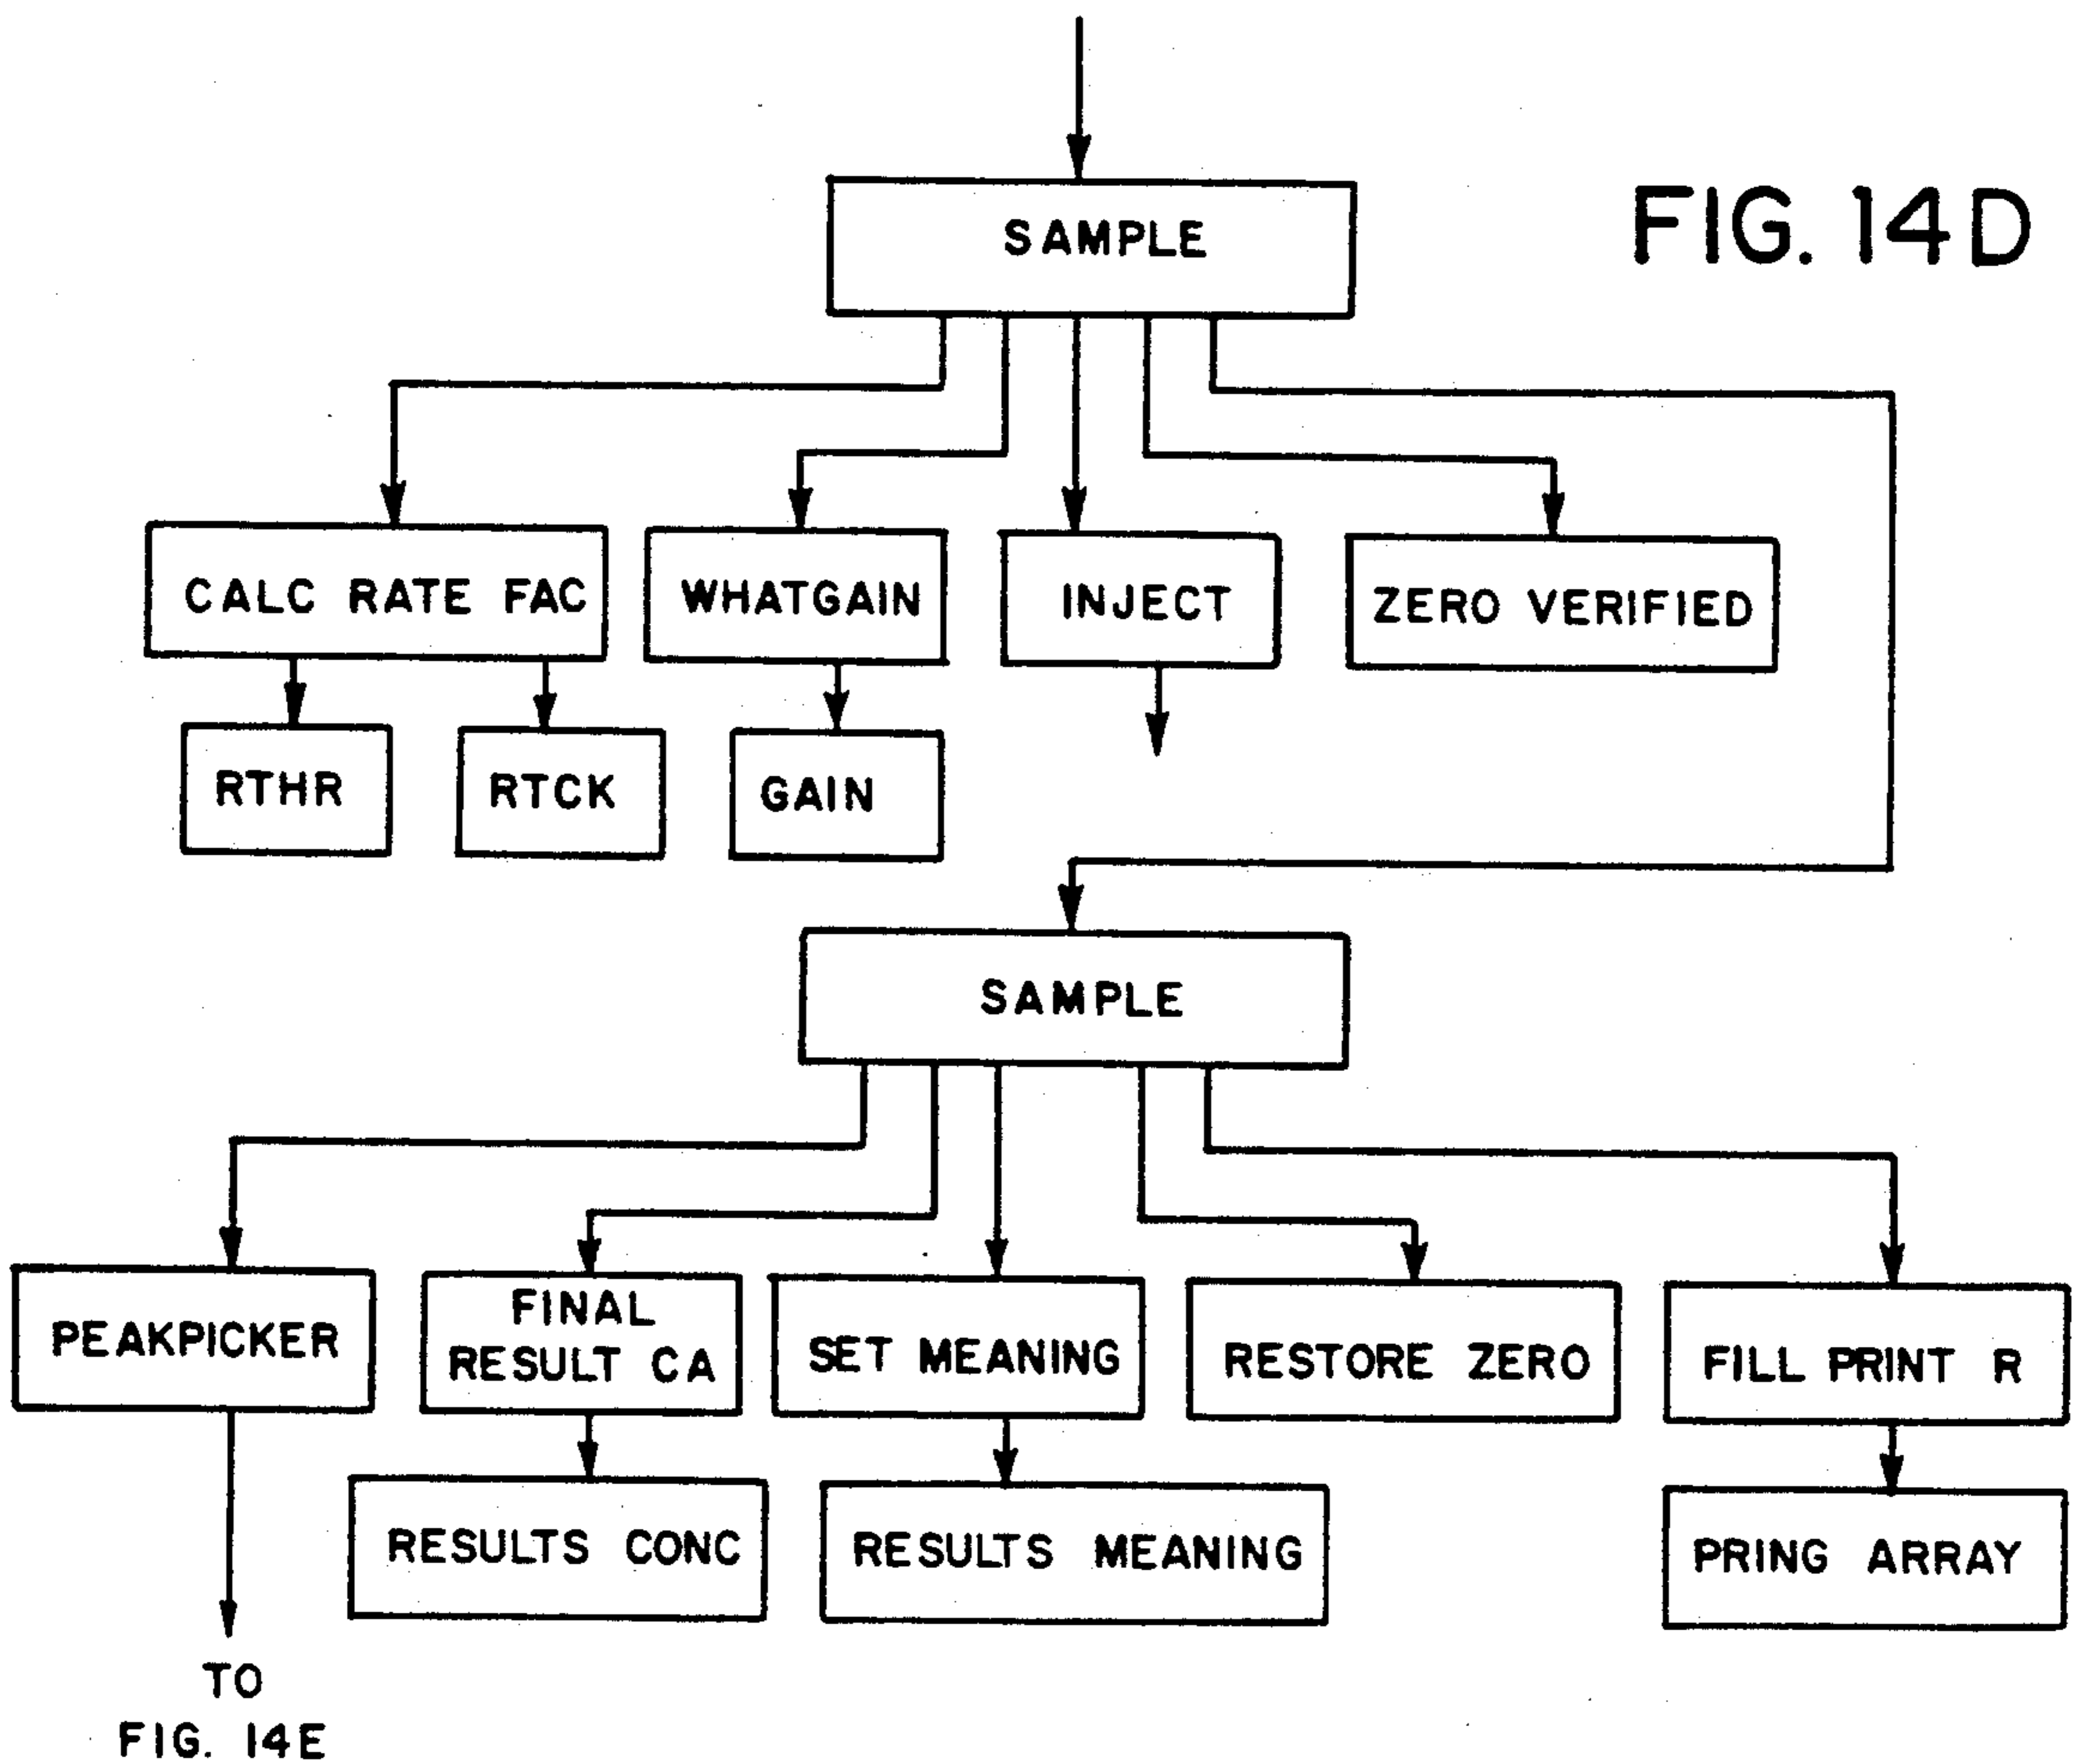 FIG. 14D
SAMPLE
CALC RATE FAC
WHATGAIN
INJECT
ZERO VERIFIED
RTHR
RTCK
GAIN
SAMPLE
PEAKPICKER
FINAL
RESULT CA
SET MEANING
RESTORE ZERO
FILL PRINT R
RESULTS CONC
RESULTS MEANING
PRING ARRAY
TO
FIG. 14E